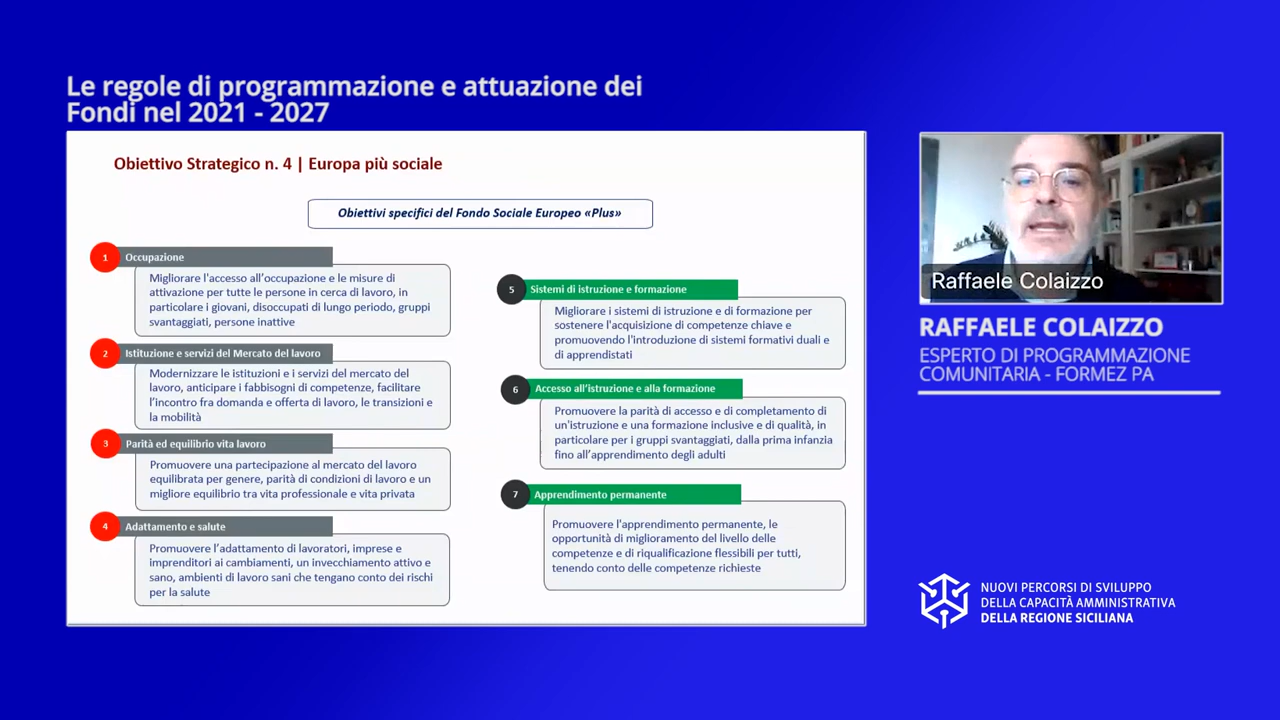 Le regole di programmazione e attuazione dei
Fondi nel 2021 - 2027
Obiettivo Strategico n. 4 | Europa più sociale
Obiettivi specifici del Fondo Sociale Europeo «Plus»
1 Occupazione
Migliorare l'accesso all'occupazione e le misure di
attivazione per tutte le persone in cerca di lavoro, in
particolare i giovani, disoccupati di lungo periodo, gruppi
svantaggiati, persone inattive
2 Istituzione e servizi del Mercato del lavoro
Modernizzare le istituzioni e i servizi del mercato del
lavoro, anticipare i fabbisogni di competenze, facilitare
l'incontro fra domanda e offerta di lavoro, le transizioni e
la mobilità
3 Parità ed equilibrio vita lavoro
Promuovere una partecipazione al mercato del lavoro
equilibrata per genere, parità di condizioni di lavoro e un
migliore equilibrio tra vita professionale e vita privata
4 Adattamento e salute
Promuovere l'adattamento di lavoratori, imprese e
imprenditori ai cambiamenti, un invecchiamento attivo e
sano, ambienti di lavoro sani che tengano conto dei rischi
per la salute
5 Sistemi di istruzione e formazione
Migliorare i sistemi di istruzione e di formazione per
sostenere l'acquisizione di competenze chiave e
promuovendo l'introduzione di sistemi formativi duali e
di apprendistati
6 Accesso all'istruzione e alla formazione
Promuovere la parità di accesso e di completamento di
un'istruzione e una formazione inclusive e di qualità, in
particolare per i gruppi svantaggiati, dalla prima infanzia
fino all'apprendimento degli adulti
7 Apprendimento permanente
Promuovere l'apprendimento permanente, le
opportunità di miglioramento del livello delle
competenze e di riqualificazione flessibili per tutti,
tenendo conto delle competenze richieste
Raffaele Colaizzo
RAFFAELE COLAIZZO
ESPERTO DI PROGRAMMAZIONE
COMUNITARIA - FORMEZ PA
NUOVI PERCORSI DI SVILUPPO
DELLA CAPACITÀ AMMINISTRATIVA
DELLA REGIONE SICILIANA